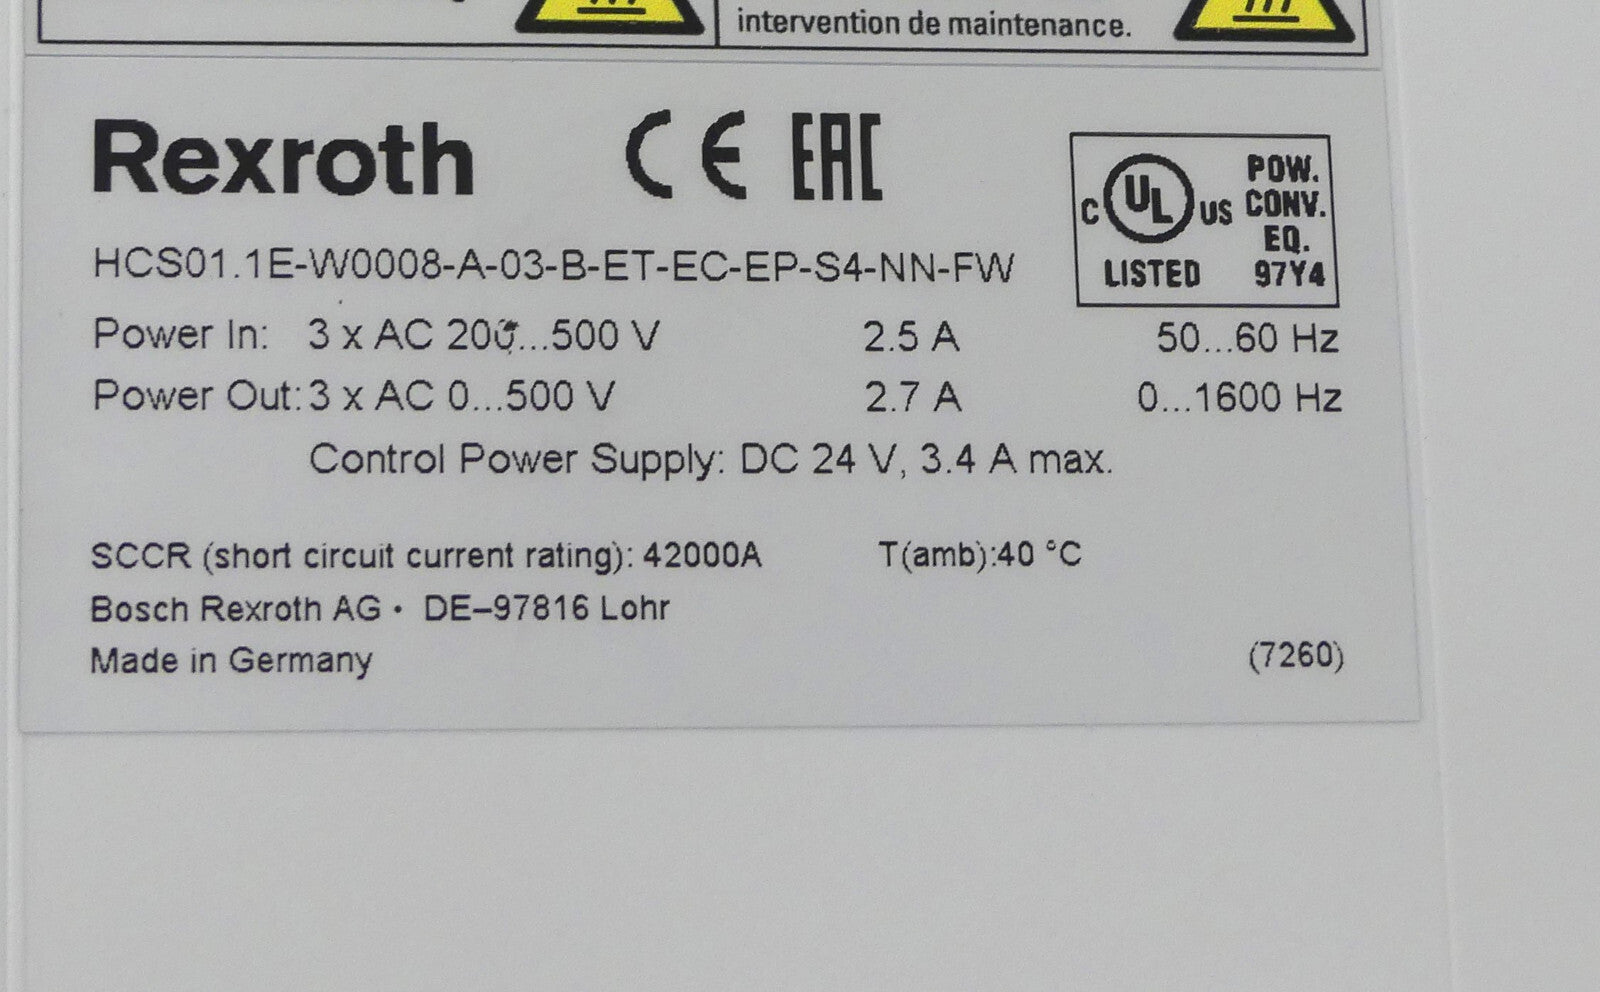 intervention de maintenance.
Rexroth CE EAC
C UL US LISTED POW. CONV. EQ. 97Y4
HCS01.1E-W0008-A-03-B-ET-EC-EP-S4-NN-FW
Power In: 3 x AC 200...500 V 2.5 A 50...60 Hz
Power Out: 3 x AC 0...500 V 2.7 A 0...1600 Hz
Control Power Supply: DC 24 V, 3.4 A max.
SCCR (short circuit current rating): 42000A T(amb):40 °C
Bosch Rexroth AG • DE–97816 Lohr
Made in Germany (7260)